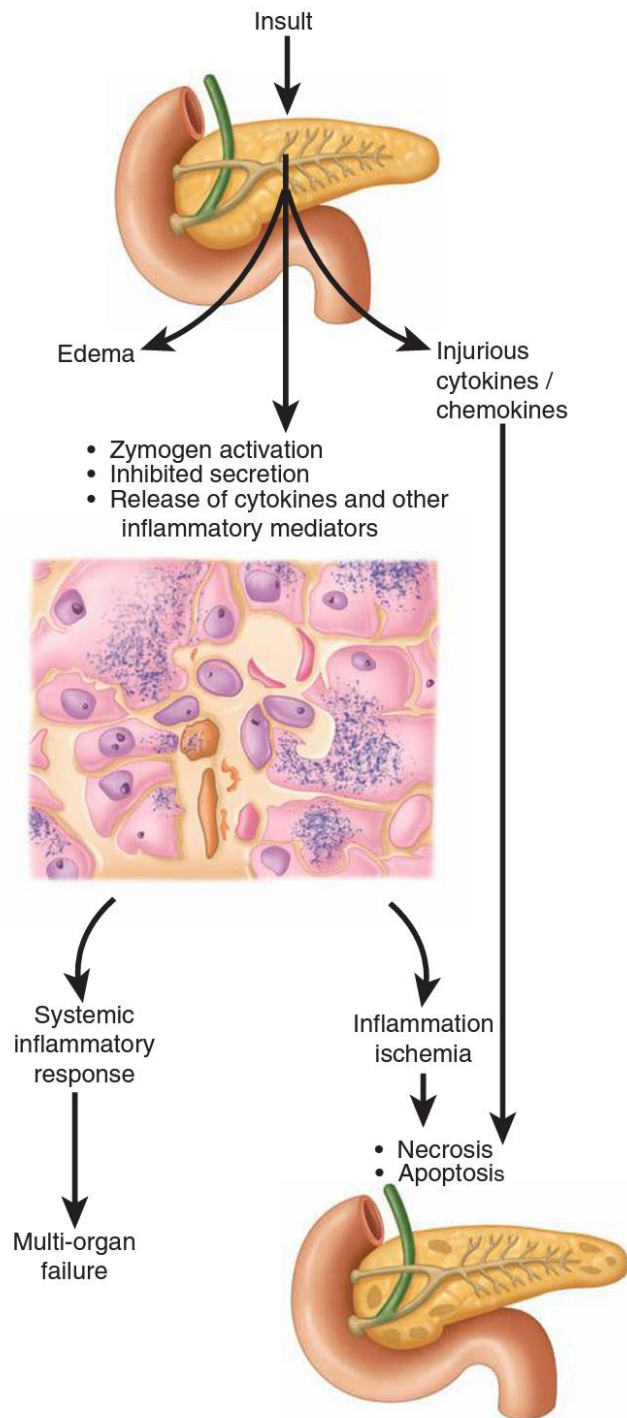 Insult
Edema
Injurious
cytokines /
chemokines
• Zymogen activation
• Inhibited secretion
• Release of cytokines and other
inflammatory mediators
Systemic
inflammatory
response
Inflammation
ischemia
• Necrosis
• Apoptosis
Multi-organ
failure